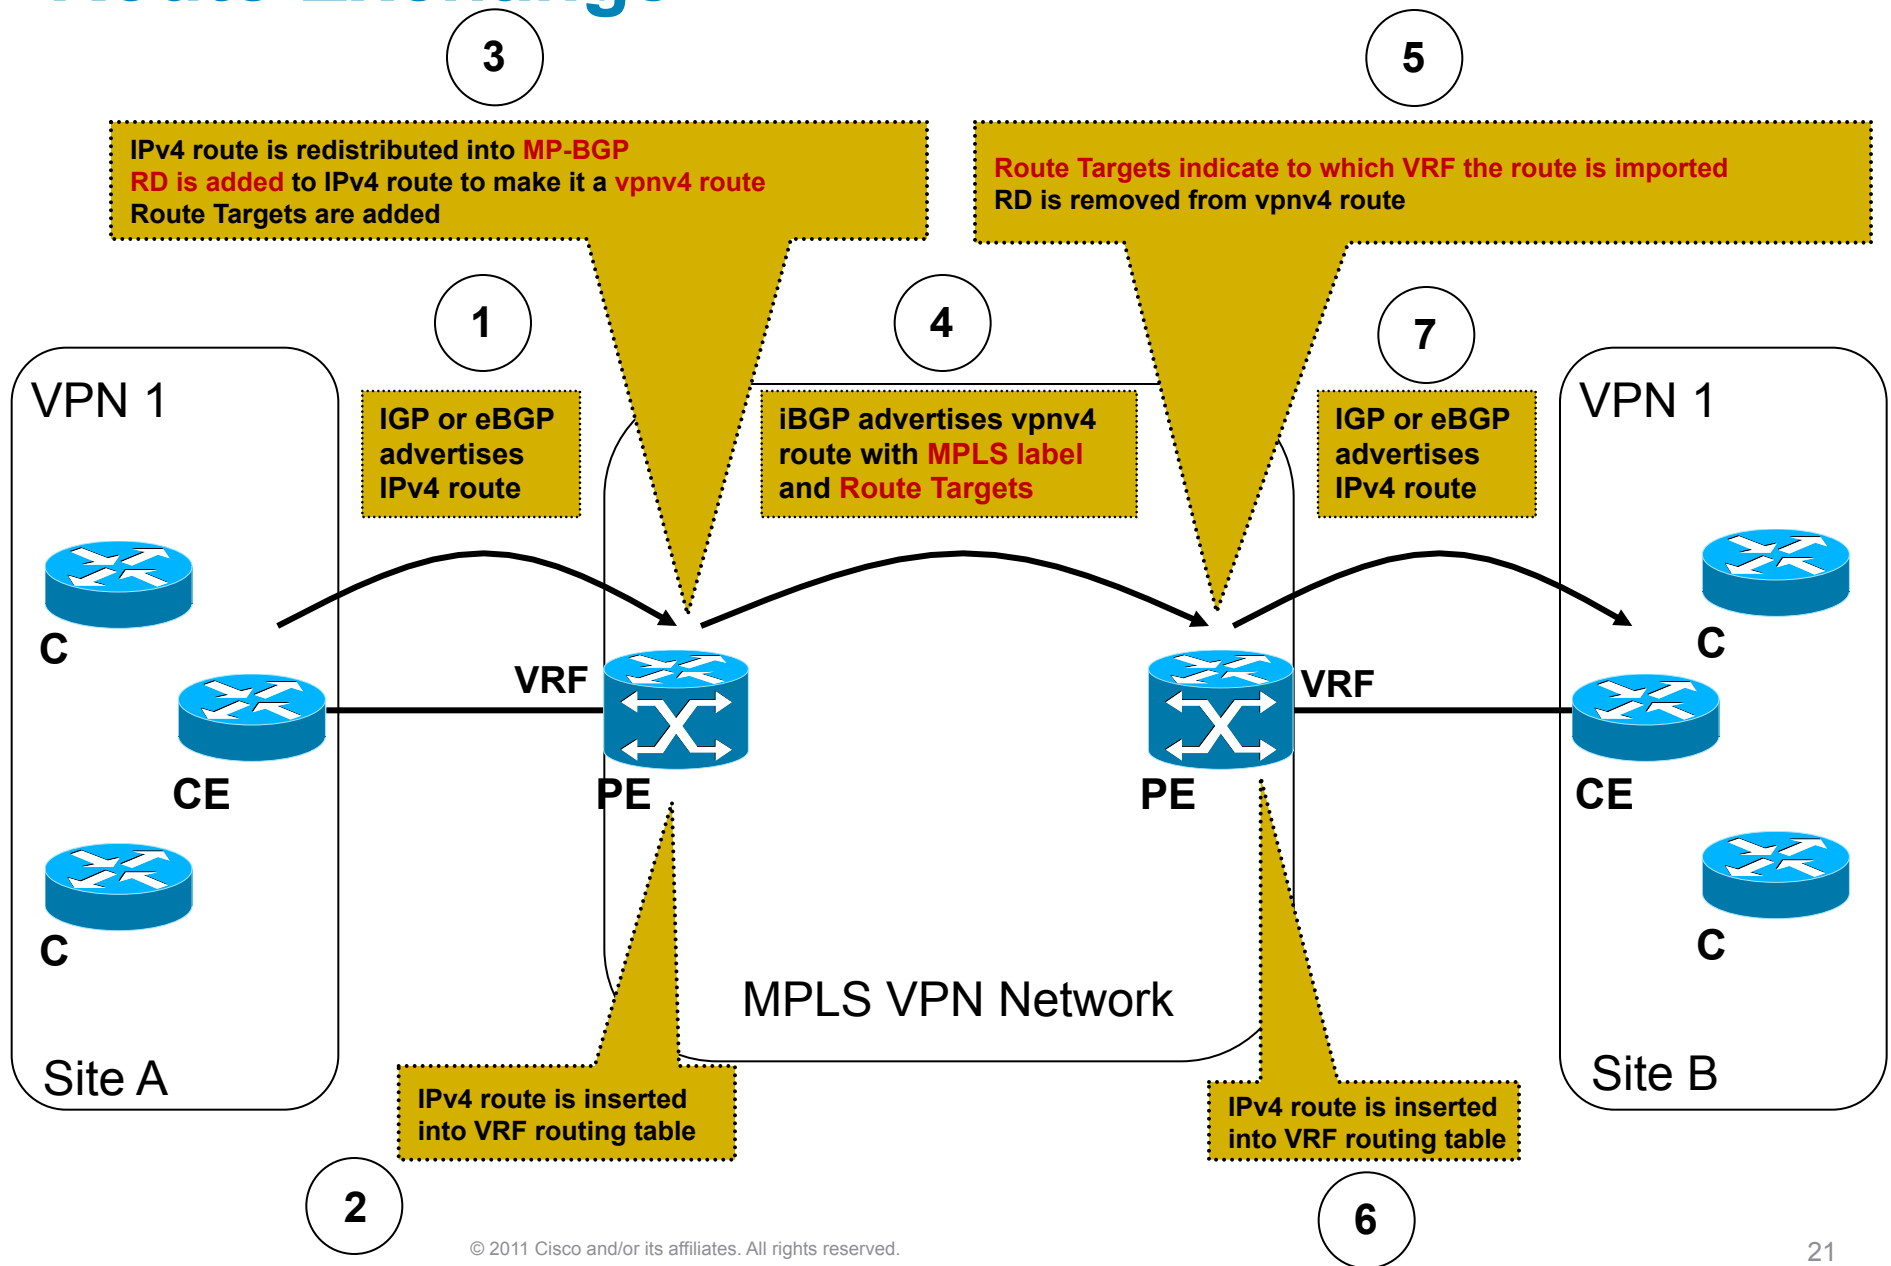 Route Exchange
3
5
IPv4 route is redistributed into MP-BGP
RD is added to IPv4 route to make it a vpnv4 route
Route Targets are added
Route Targets indicate to which VRF the route is imported
RD is removed from vpnv4 route
1
4
7
VPN 1
IGP or eBGP
advertises
IPv4 route
iBGP advertises vpnv4
route with MPLS label
and Route Targets
IGP or eBGP
advertises
IPv4 route
VPN 1
C
C
VRF
VRF
CE
PE
PE
CE
C
C
MPLS VPN Network
Site A
Site B
IPv4 route is inserted
into VRF routing table
IPv4 route is inserted
into VRF routing table
2
6
© 2011 Cisco and/or its affiliates. All rights reserved.
21